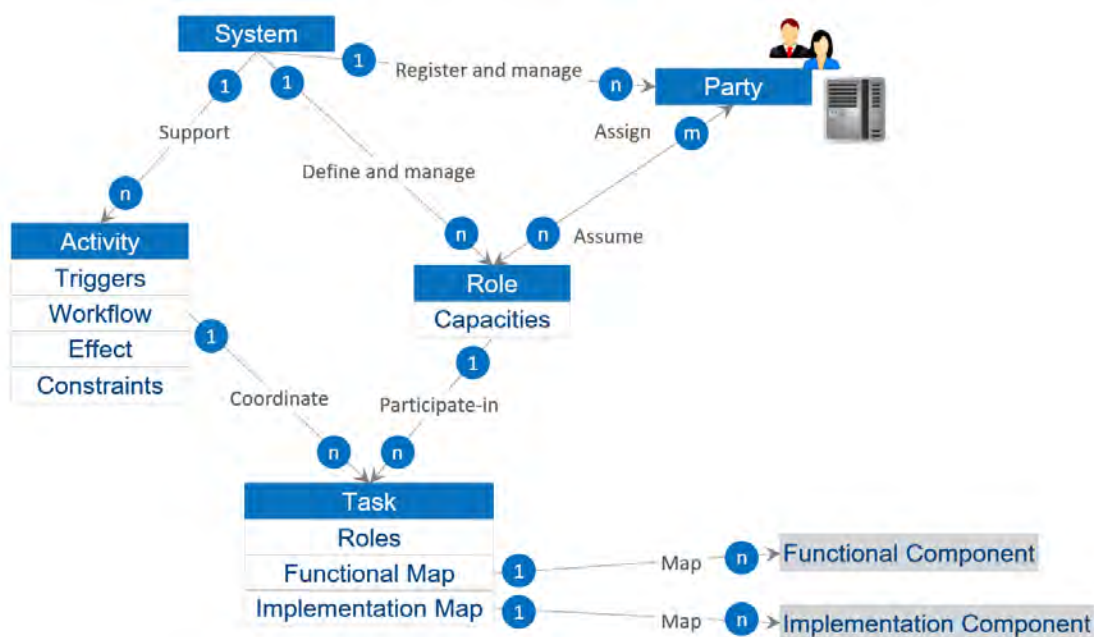 System
1
Register and manage
n
Party
1
1
Support
Assign
m
Define and manage
n
n
n
Assume
Activity
Triggers
Workflow
Effect
Constraints
Role
Capacities
1
1
Coordinate
Participate-in
n
n
Task
Roles
Functional Map
Implementation Map
1
Map
n
Functional Component
1
Map
n
Implementation Component